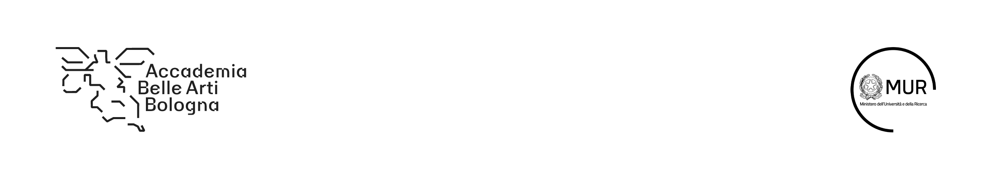 Accademia
Belle Arti
Bologna
MUR
Ministero dell'Università e della Ricerca